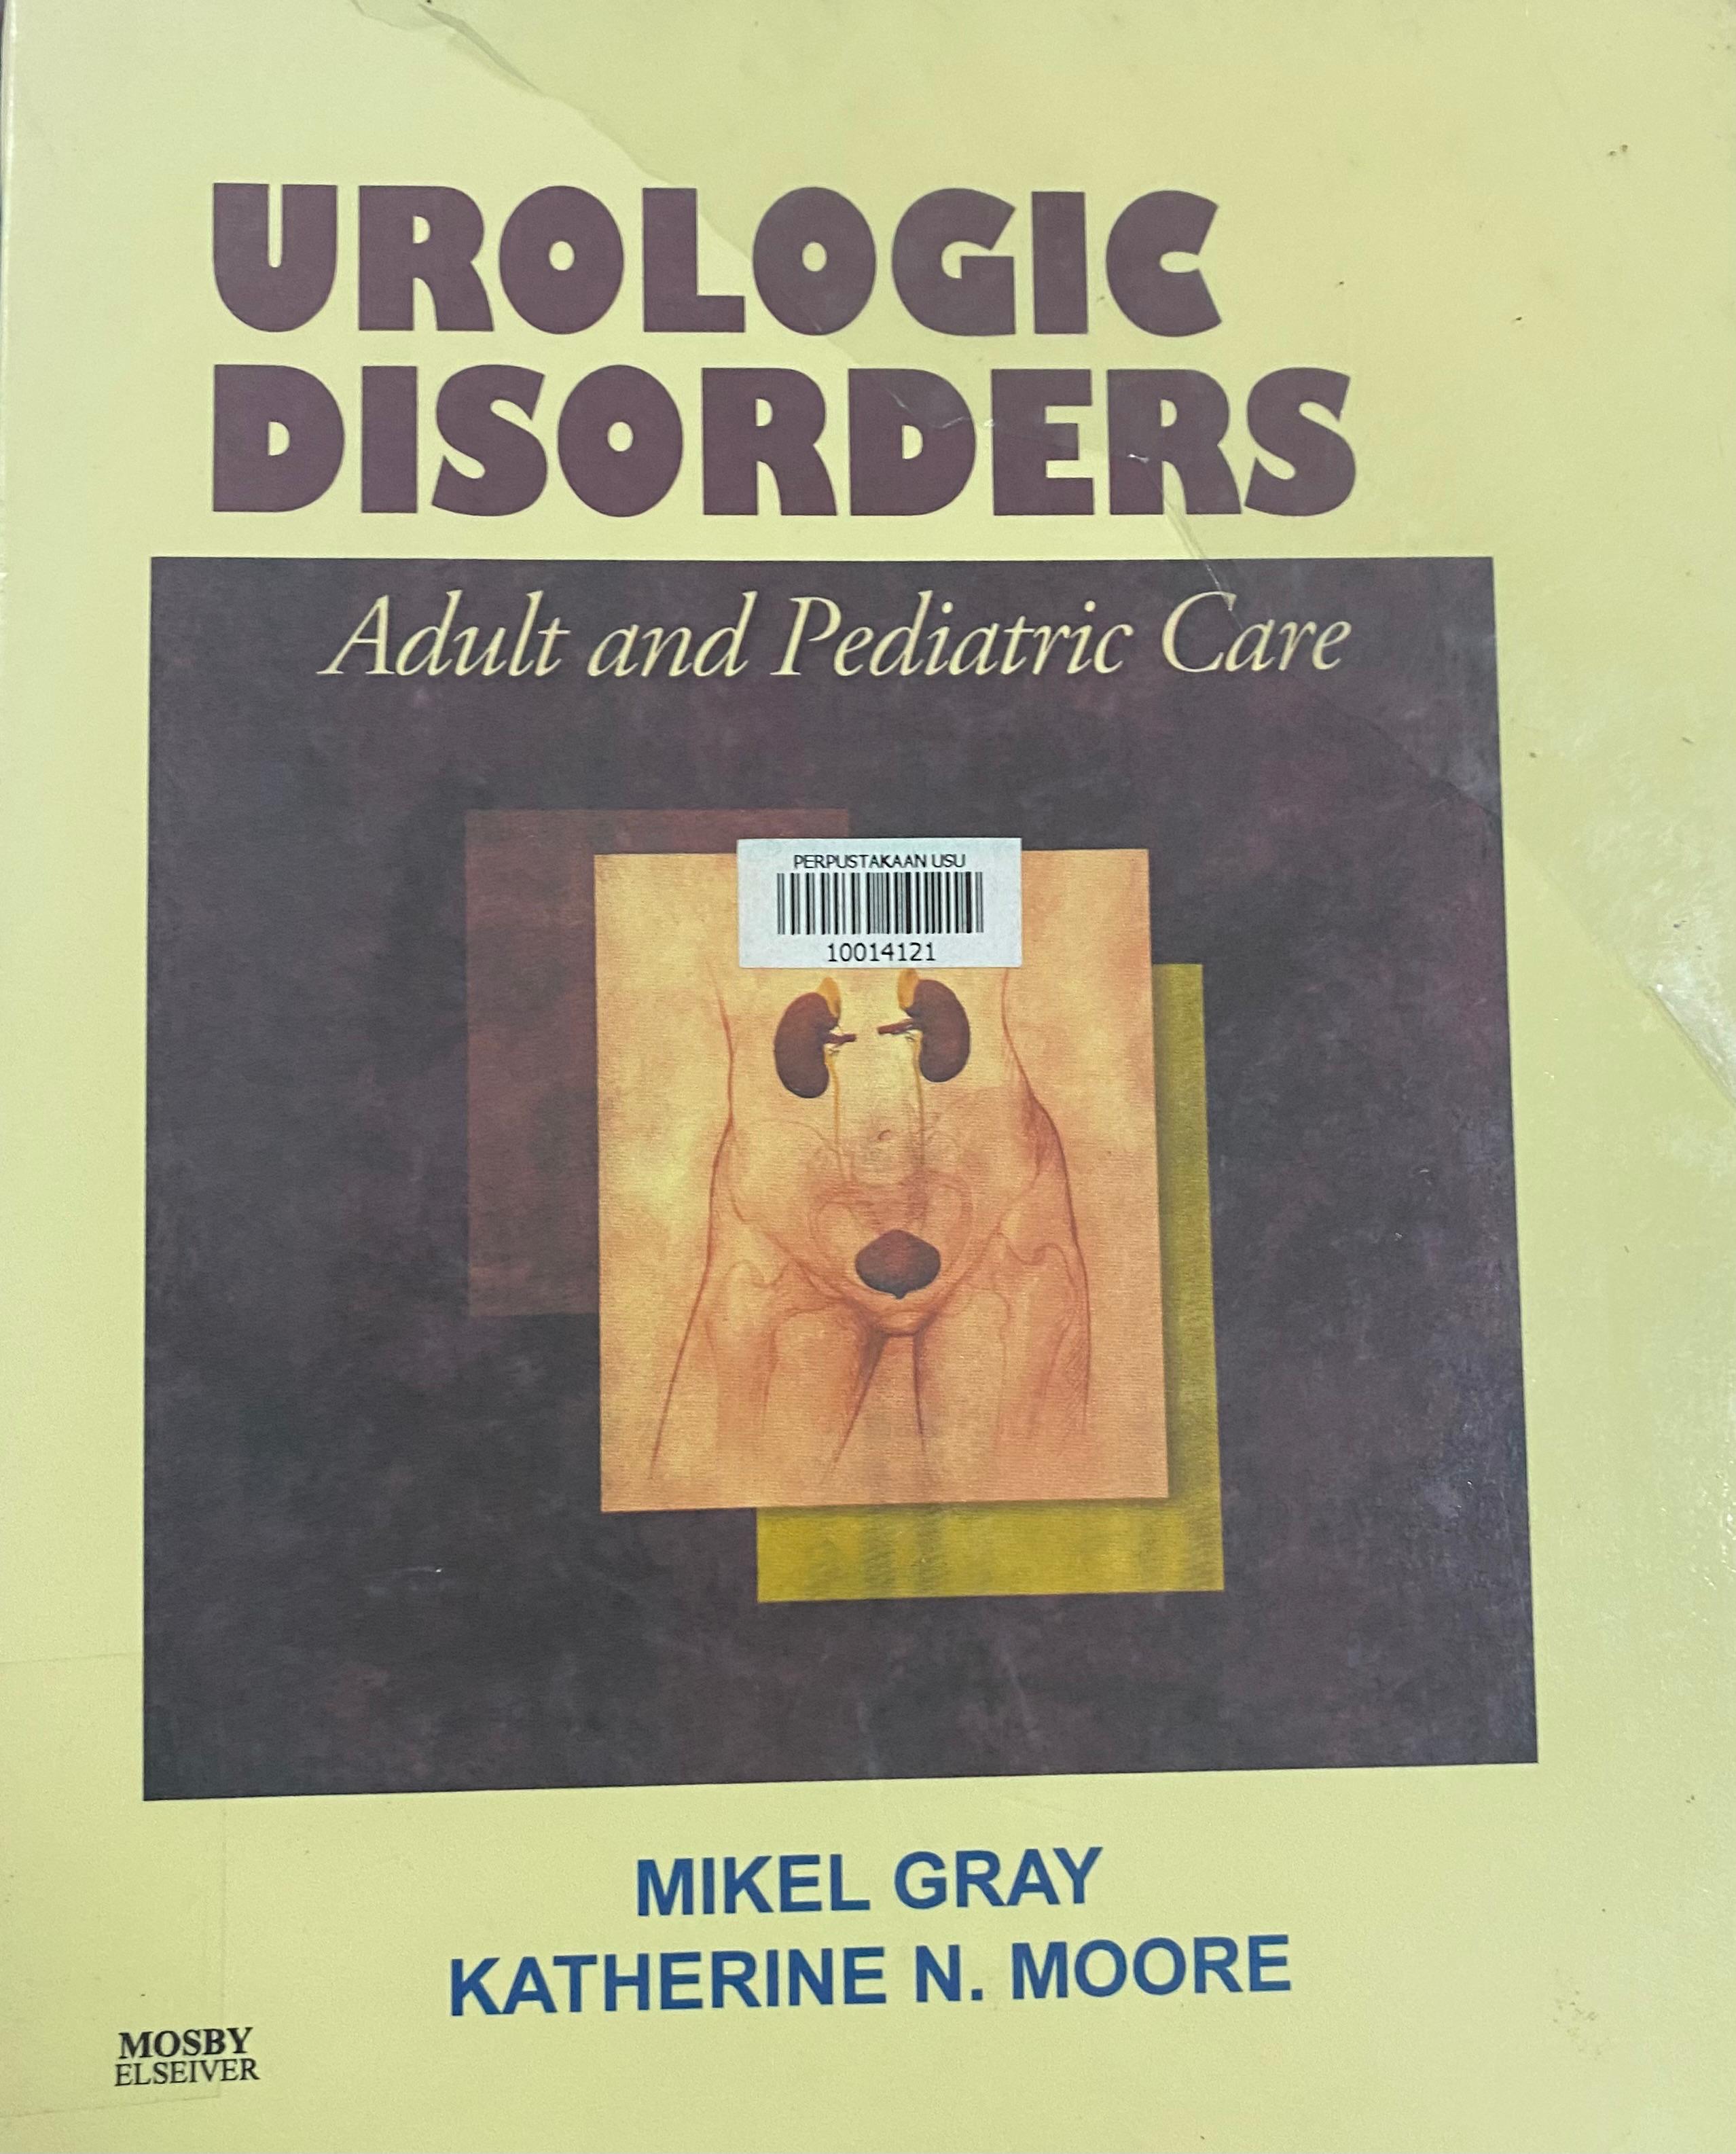 UROLOGIC
DISORDERS
Adult and Pediatric Care
PERPUSTAKAAN USU
10014121
MIKEL GRAY
KATHERINE N. MOORE
MOSBY
ELSEIVER